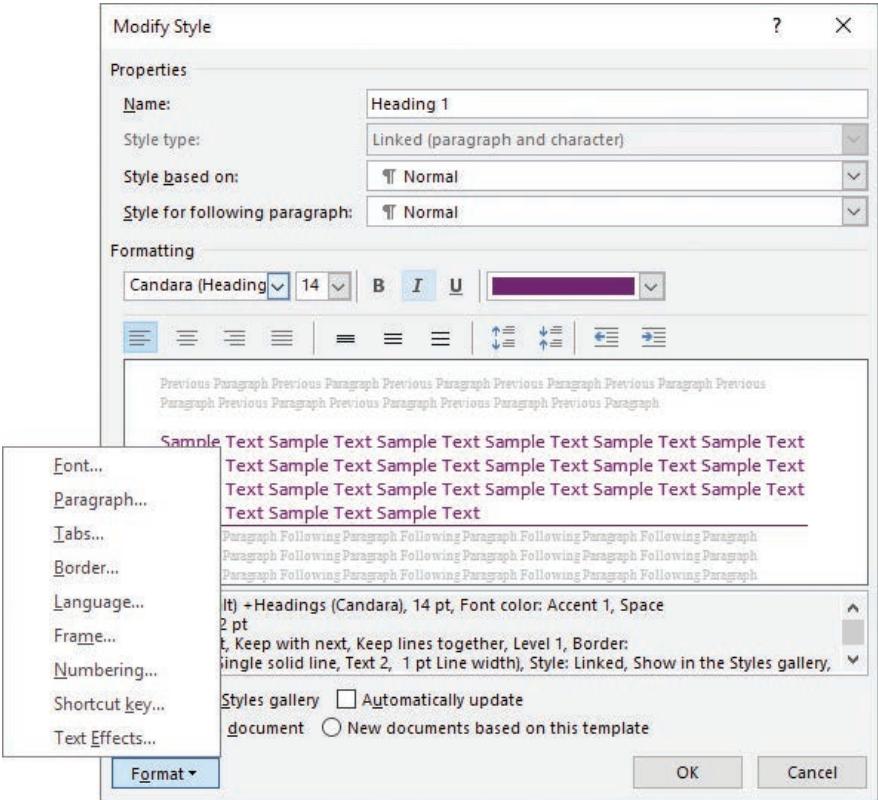 Modify Style ? ×
Properties
Name: Heading 1
Style type: Linked (paragraph and character)
Style based on: ¶ Normal
Style for following paragraph: ¶ Normal
Formatting
Candara (Heading 14 B I U
Previous Paragraph Previous Paragraph Previous Paragraph Previous Paragraph Previous Paragraph Previous
Paragraph Previous Paragraph Previous Paragraph Previous Paragraph Previous Paragraph
Sample Text Sample Text Sample Text Sample Text Sample Text Sample Text
Text Sample Text Sample Text Sample Text Sample Text Sample Text
Text Sample Text Sample Text Sample Text Sample Text Sample Text
Text Sample Text Sample Text
Paragraph Following Paragraph Following Paragraph Following Paragraph Following Paragraph
Paragraph Following Paragraph Following Paragraph Following Paragraph Following Paragraph
Paragraph Following Paragraph Following Paragraph Following Paragraph Following Paragraph
lt) +Headings (Candara), 14 pt, Font color: Accent 1, Space
2 pt
t, Keep with next, Keep lines together, Level 1, Border:
Single solid line, Text 2, 1 pt Line width), Style: Linked, Show in the Styles gallery,
Styles gallery Automatically update
document New documents based on this template
Font...
Paragraph...
Tabs...
Border...
Language...
Frame...
Numbering...
Shortcut key...
Text Effects...
Format OK Cancel